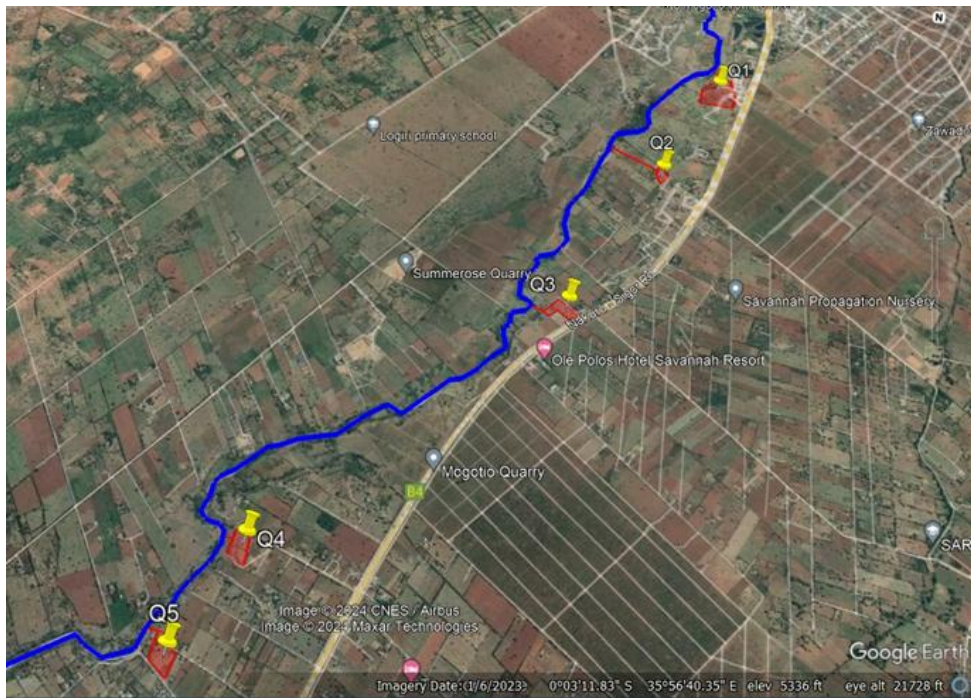 N
Q1
Logiri primary school
Zawadi
Q2
Summerose Quarry
Q3
Savannah Propagation Nursery
Ole Polos Hotel Savannah Resort
Mogotio Quarry
B4
SAR
Q4
Image © 2024 CNES / Airbus
Image © 2024 Maxar Technologies
Q5
Google Earth
Imagery Date: 1/6/2023 0°03'11.83" S 35°56'40.35" E elev 5336 ft eye alt 21728 ft